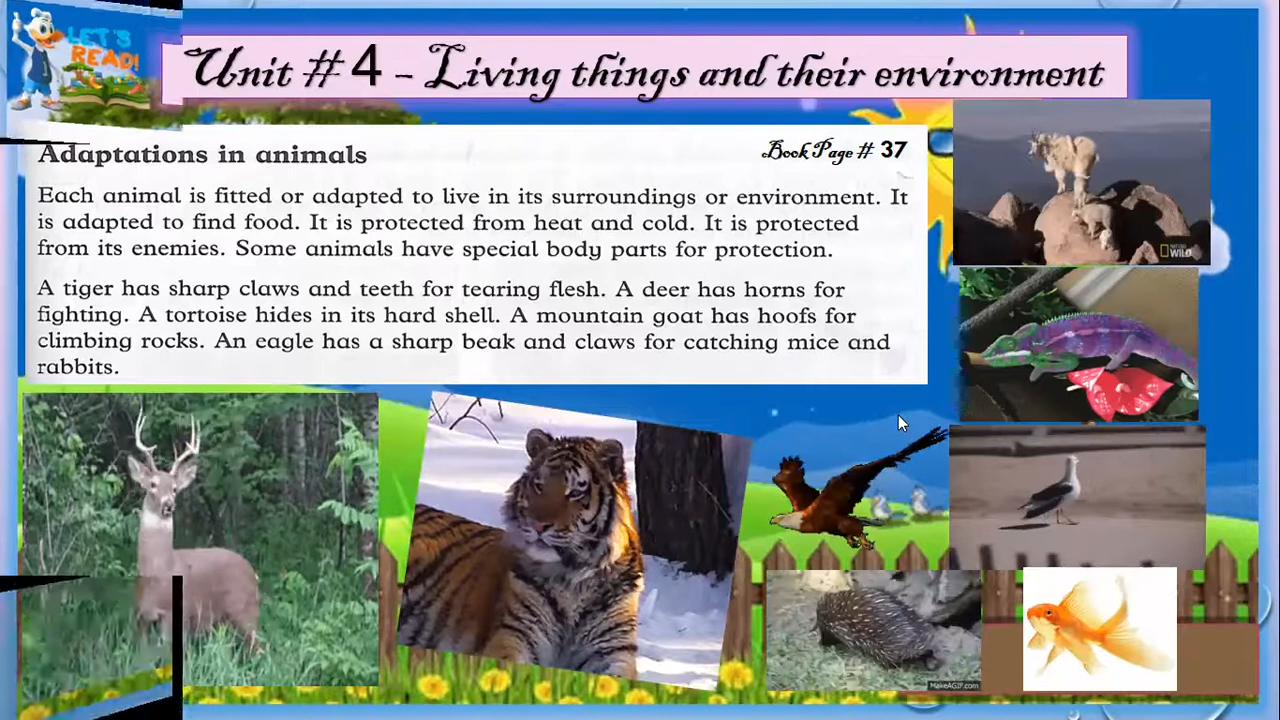 LET'S
READ!
Unit # 4 – Living things and their environment
Adaptations in animals
Book Page # 37
Each animal is fitted or adapted to live in its surroundings or environment. It
is adapted to find food. It is protected from heat and cold. It is protected
from its enemies. Some animals have special body parts for protection.
A tiger has sharp claws and teeth for tearing flesh. A deer has horns for
fighting. A tortoise hides in its hard shell. A mountain goat has hoofs for
climbing rocks. An eagle has a sharp beak and claws for catching mice and
rabbits.
NATIONAL GEOGRAPHIC
WILD
MakeAGIF.com